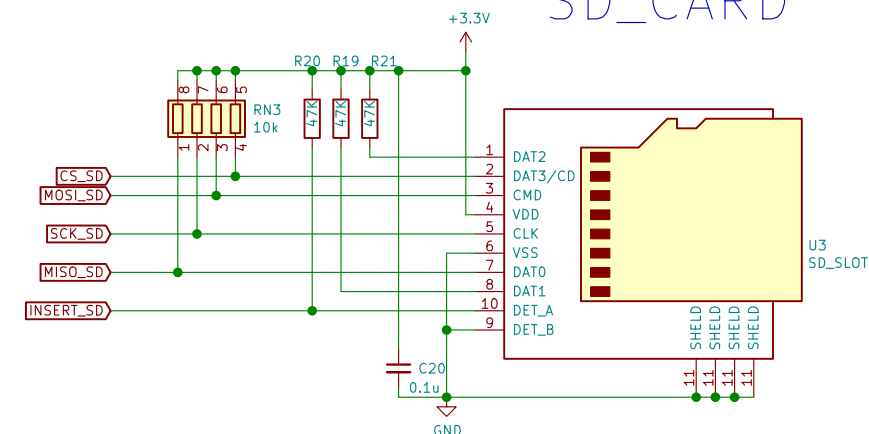 SD_CARD
+3.3V
R20 R19 R21
8 7 6 5
RN3
10k
47K 47K 47K
1 2 3 4
CS_SD
MOSI_SD
SCK_SD
MISO_SD
INSERT_SD
1 DAT2
2 DAT3/CD
3 CMD
4 VDD
5 CLK
6 VSS
7 DAT0
8 DAT1
10 DET_A
9 DET_B
U3
SD_SLOT
SHELD SHELD SHELD SHELD
11 11 11 11
C20
0.1u
GND